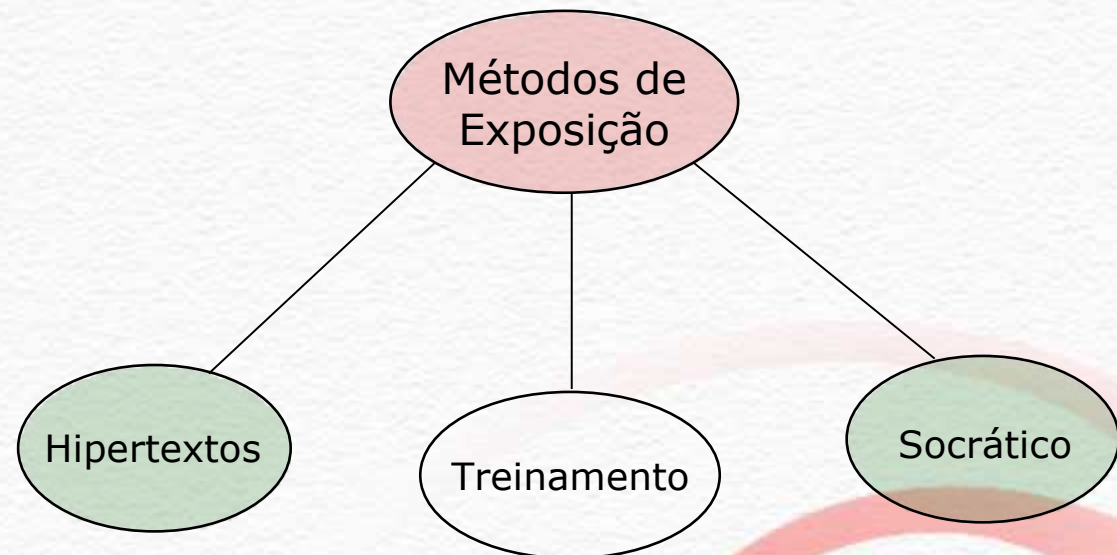 Métodos de
Exposição
Hipertextos
Treinamento
Socrático